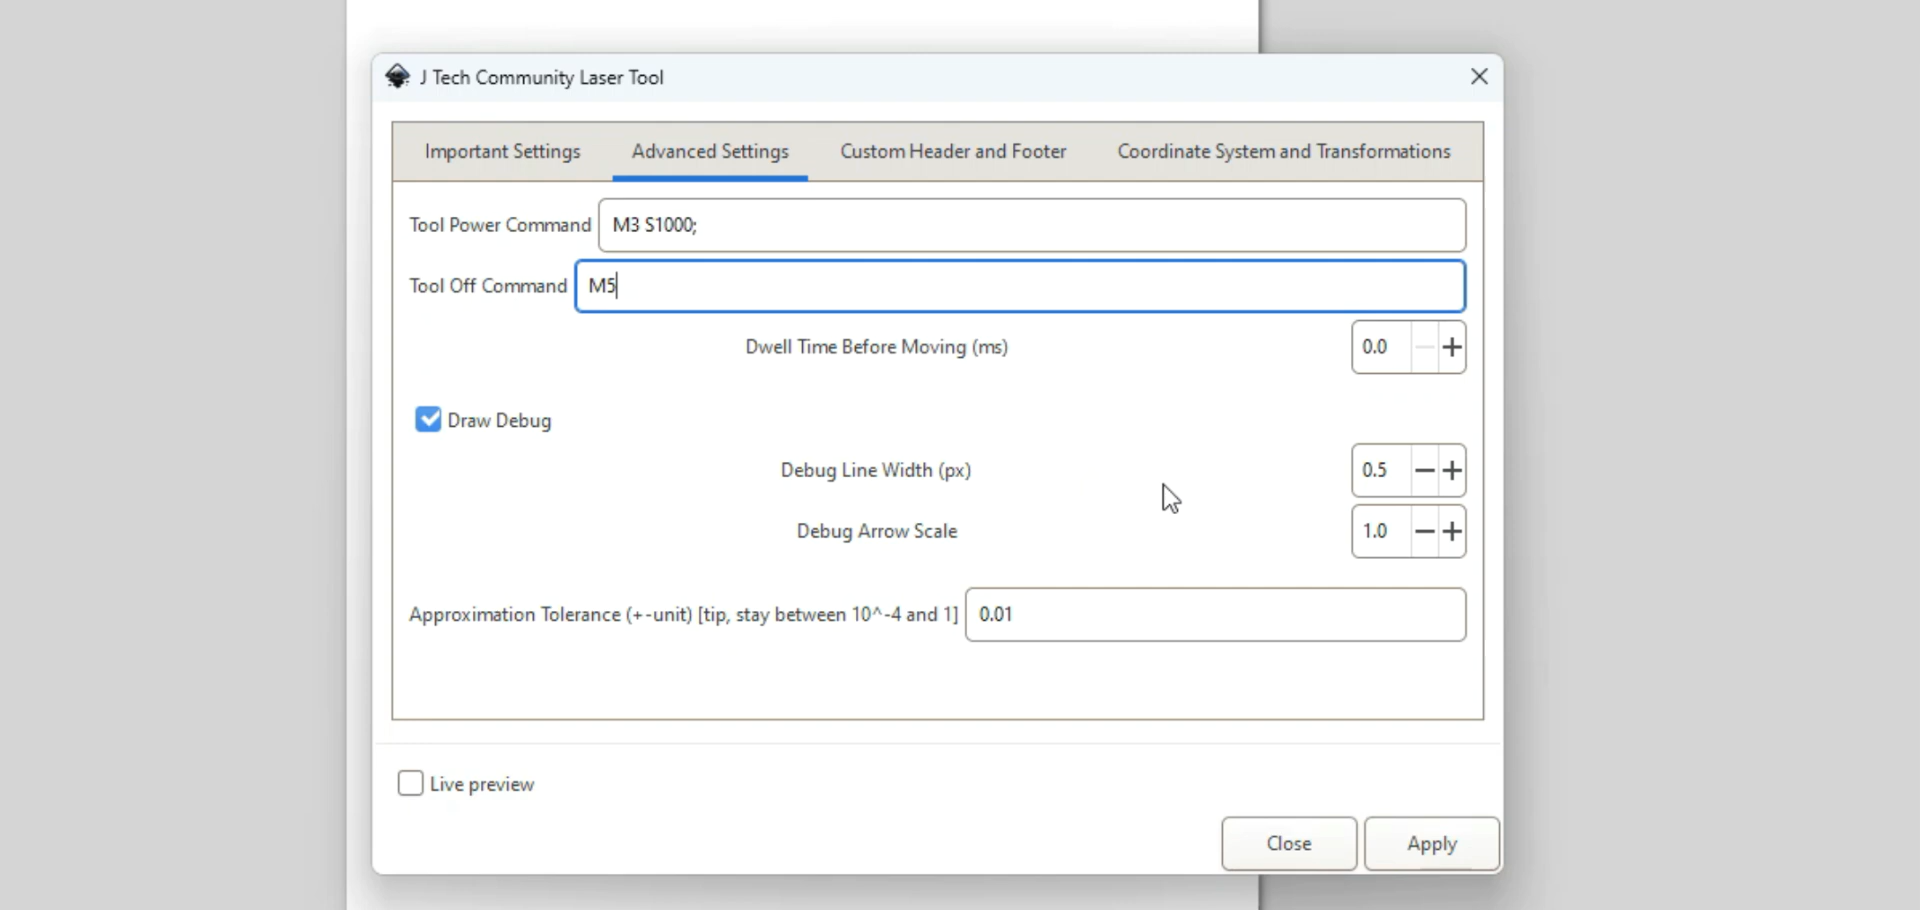 J Tech Community Laser Tool
Important Settings Advanced Settings Custom Header and Footer Coordinate System and Transformations
Tool Power Command M3 S1000;
Tool Off Command M5
Dwell Time Before Moving (ms) 0.0
Draw Debug
Debug Line Width (px) 0.5
Debug Arrow Scale 1.0
Approximation Tolerance (+-unit) [tip, stay between 10^-4 and 1] 0.01
Live preview
Close Apply